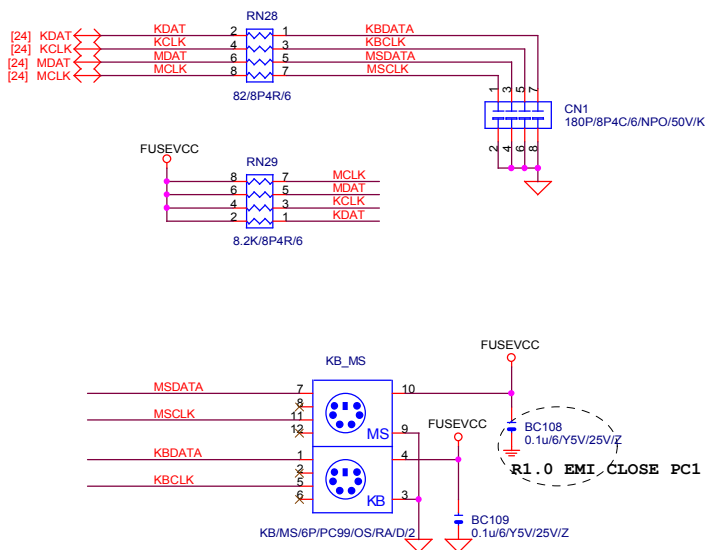 RN28
[24] KDAT KDAT 2 1 KBDATA
[24] KCLK KCLK 4 3 KBCLK
[24] MDAT MDAT 6 5 MSDATA
[24] MCLK MCLK 8 7 MSCLK
82/8P4R/6
1 3 5 7
CN1
180P/8P4C/6/NPO/50V/K
2 4 6 8
FUSEVCC
RN29
8 7 MCLK
6 5 MDAT
4 3 KCLK
2 1 KDAT
8.2K/8P4R/6
FUSEVCC
KB_MS
MSDATA 7 10
8
MSCLK 11
12 MS 9
FUSEVCC
BC108
0.1u/6/Y5V/25V/Z
R1.0 EMI CLOSE PC1
KBDATA 1 4
2
KBCLK 5
6 KB 3
KB/MS/6P/PC99/OS/RA/D/2
BC109
0.1u/6/Y5V/25V/Z